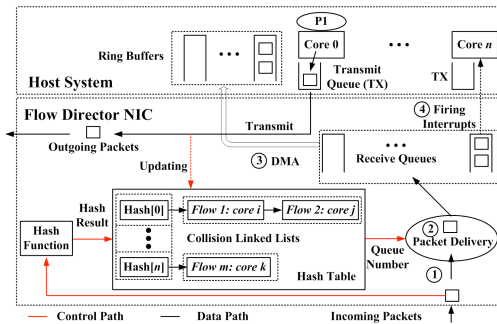 P1
Core 0
Core n
Ring Buffers
Transmit
Queue (TX)
TX
Host System
Flow Director NIC
4 Firing
Interrupts
Transmit
Outgoing Packets
3 DMA
Receive Queues
Updating
Hash
Result
Hash[0]
Flow 1: core i
Flow 2: core j
Hash
Function
Collision Linked Lists
2
Packet Delivery
Queue
Number
Hash[n]
Flow m: core k
Hash Table
1
Control Path
Data Path
Incoming Packets